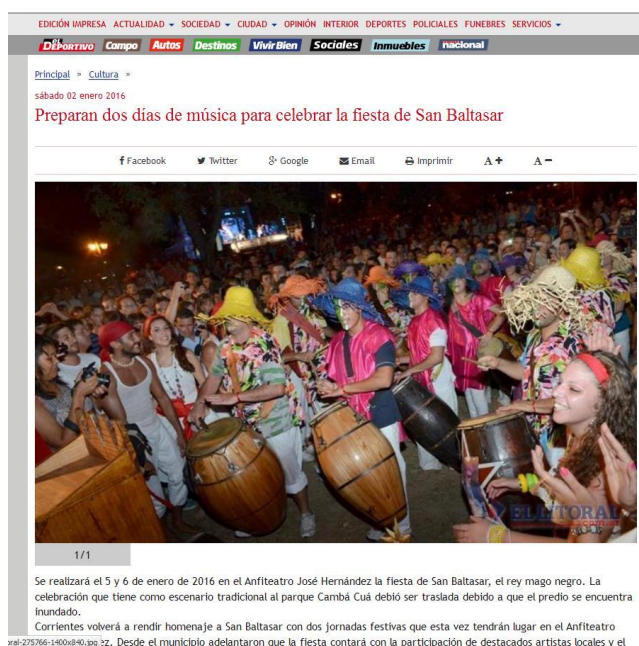 EDICIÓN IMPRESA ACTUALIDAD SOCIEDAD CIUDAD OPINIÓN INTERIOR DEPORTES POLICIALES FUNEBRES SERVICIOS
EL DEPORTIVO Campo Autos Destinos Vivir Bien Sociales Inmuebles nacional
Principal » Cultura »
sábado 02 enero 2016
Preparan dos días de música para celebrar la fiesta de San Baltasar
Facebook Twitter Google Email Imprimir A+ A-
EL LITORAL
1/1
Se realizará el 5 y 6 de enero de 2016 en el Anfiteatro José Hernández la fiesta de San Baltasar, el rey mago negro. La
celebración que tiene como escenario tradicional al parque Cambá Cuá debió ser traslada debido a que el predio se encuentra
inundado.
Corrientes volverá a rendir homenaje a San Baltasar con dos jornadas festivas que esta vez tendrán lugar en el Anfiteatro
oral-275766-1400x840.jpg ez. Desde el municipio adelantaron que la fiesta contará con la participación de destacados artistas locales y el